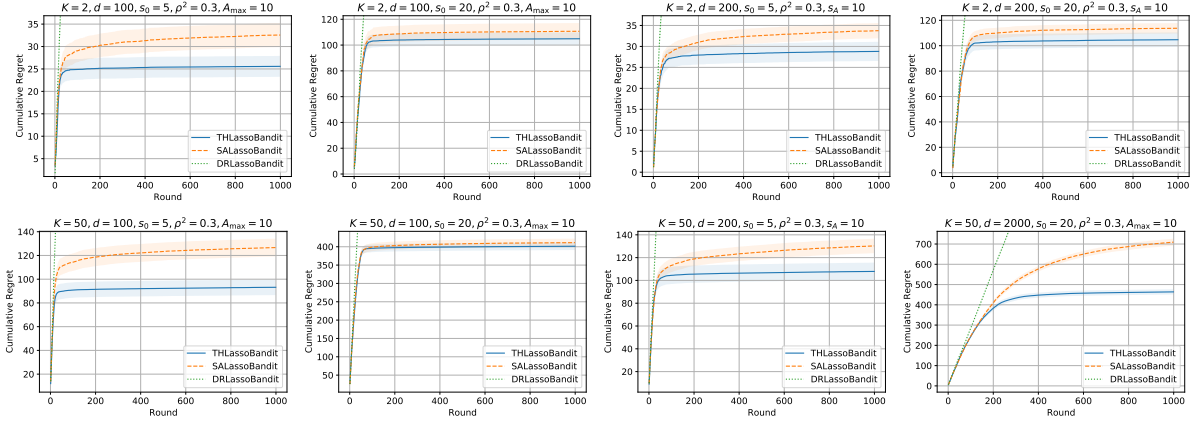 K = 2, d = 100, s₀ = 5, ρ² = 0.3, A_max = 10
Cumulative Regret
35
30
25
20
15
10
5
THLassoBandit
SALassoBandit
DRLassoBandit
0 200 400 600 800 1000
Round
K = 2, d = 100, s₀ = 20, ρ² = 0.3, A_max = 10
Cumulative Regret
120
100
80
60
40
20
0
THLassoBandit
SALassoBandit
DRLassoBandit
0 200 400 600 800 1000
Round
K = 2, d = 200, s₀ = 5, ρ² = 0.3, s_A = 10
Cumulative Regret
35
30
25
20
15
10
5
0
THLassoBandit
SALassoBandit
DRLassoBandit
0 200 400 600 800 1000
Round
K = 2, d = 200, s₀ = 20, ρ² = 0.3, s_A = 10
Cumulative Regret
120
100
80
60
40
20
0
THLassoBandit
SALassoBandit
DRLassoBandit
0 200 400 600 800 1000
Round
K = 50, d = 100, s₀ = 5, ρ² = 0.3, A_max = 10
Cumulative Regret
140
120
100
80
60
40
20
THLassoBandit
SALassoBandit
DRLassoBandit
0 200 400 600 800 1000
Round
K = 50, d = 100, s₀ = 20, ρ² = 0.3, A_max = 10
Cumulative Regret
400
350
300
250
200
150
100
50
THLassoBandit
SALassoBandit
DRLassoBandit
0 200 400 600 800 1000
Round
K = 50, d = 200, s₀ = 5, ρ² = 0.3, s_A = 10
Cumulative Regret
140
120
100
80
60
40
20
THLassoBandit
SALassoBandit
DRLassoBandit
0 200 400 600 800 1000
Round
K = 50, d = 2000, s₀ = 20, ρ² = 0.3, A_max = 10
Cumulative Regret
700
600
500
400
300
200
100
0
THLassoBandit
SALassoBandit
DRLassoBandit
0 200 400 600 800 1000
Round